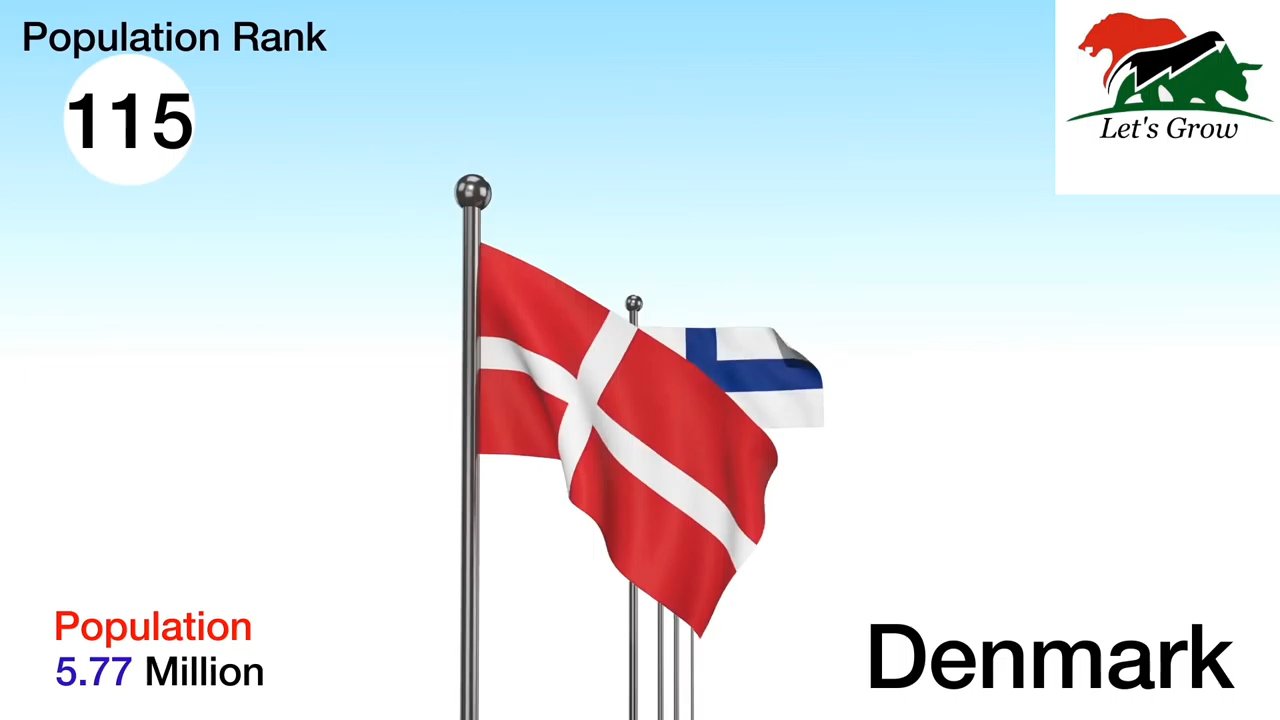 Population Rank
115
Let's Grow
Population
5.77 Million
Denmark